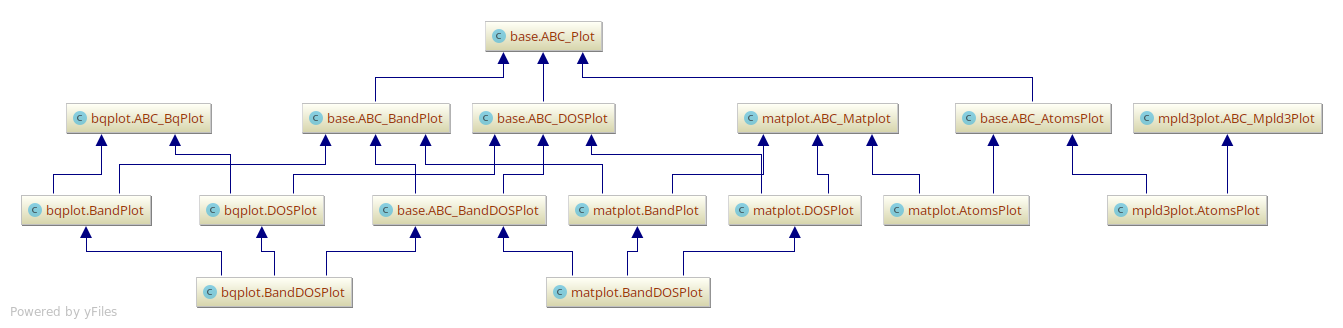 C base.ABC_Plot
C bqplot.ABC_BqPlot
C base.ABC_BandPlot
C base.ABC_DOSPlot
C matplot.ABC_Matplot
C base.ABC_AtomsPlot
C mpld3plot.ABC_Mpld3Plot
C bqplot.BandPlot
C bqplot.DOSPlot
C base.ABC_BandDOSPlot
C matplot.BandPlot
C matplot.DOSPlot
C matplot.AtomsPlot
C mpld3plot.AtomsPlot
C bqplot.BandDOSPlot
C matplot.BandDOSPlot
Powered by yFiles